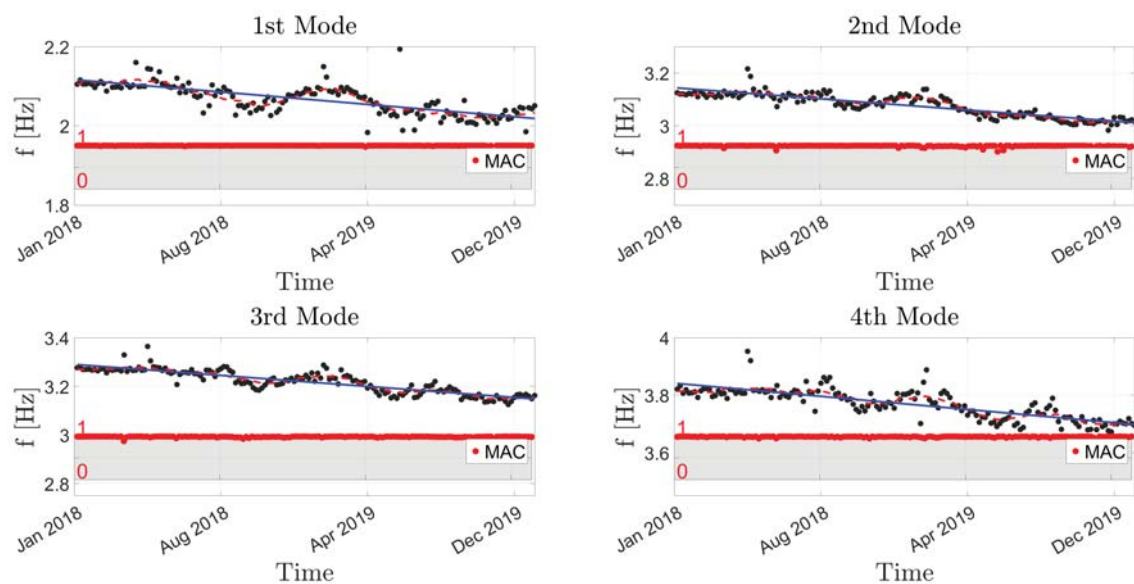 1st Mode
2.2
2
1.8
f [Hz]
1
0
MAC
Jan 2018
Aug 2018
Apr 2019
Dec 2019
Time
2nd Mode
3.2
3
2.8
f [Hz]
1
0
MAC
Jan 2018
Aug 2018
Apr 2019
Dec 2019
Time
3rd Mode
3.4
3.2
3
2.8
f [Hz]
1
0
MAC
Jan 2018
Aug 2018
Apr 2019
Dec 2019
Time
4th Mode
4
3.8
3.6
f [Hz]
1
0
MAC
Jan 2018
Aug 2018
Apr 2019
Dec 2019
Time